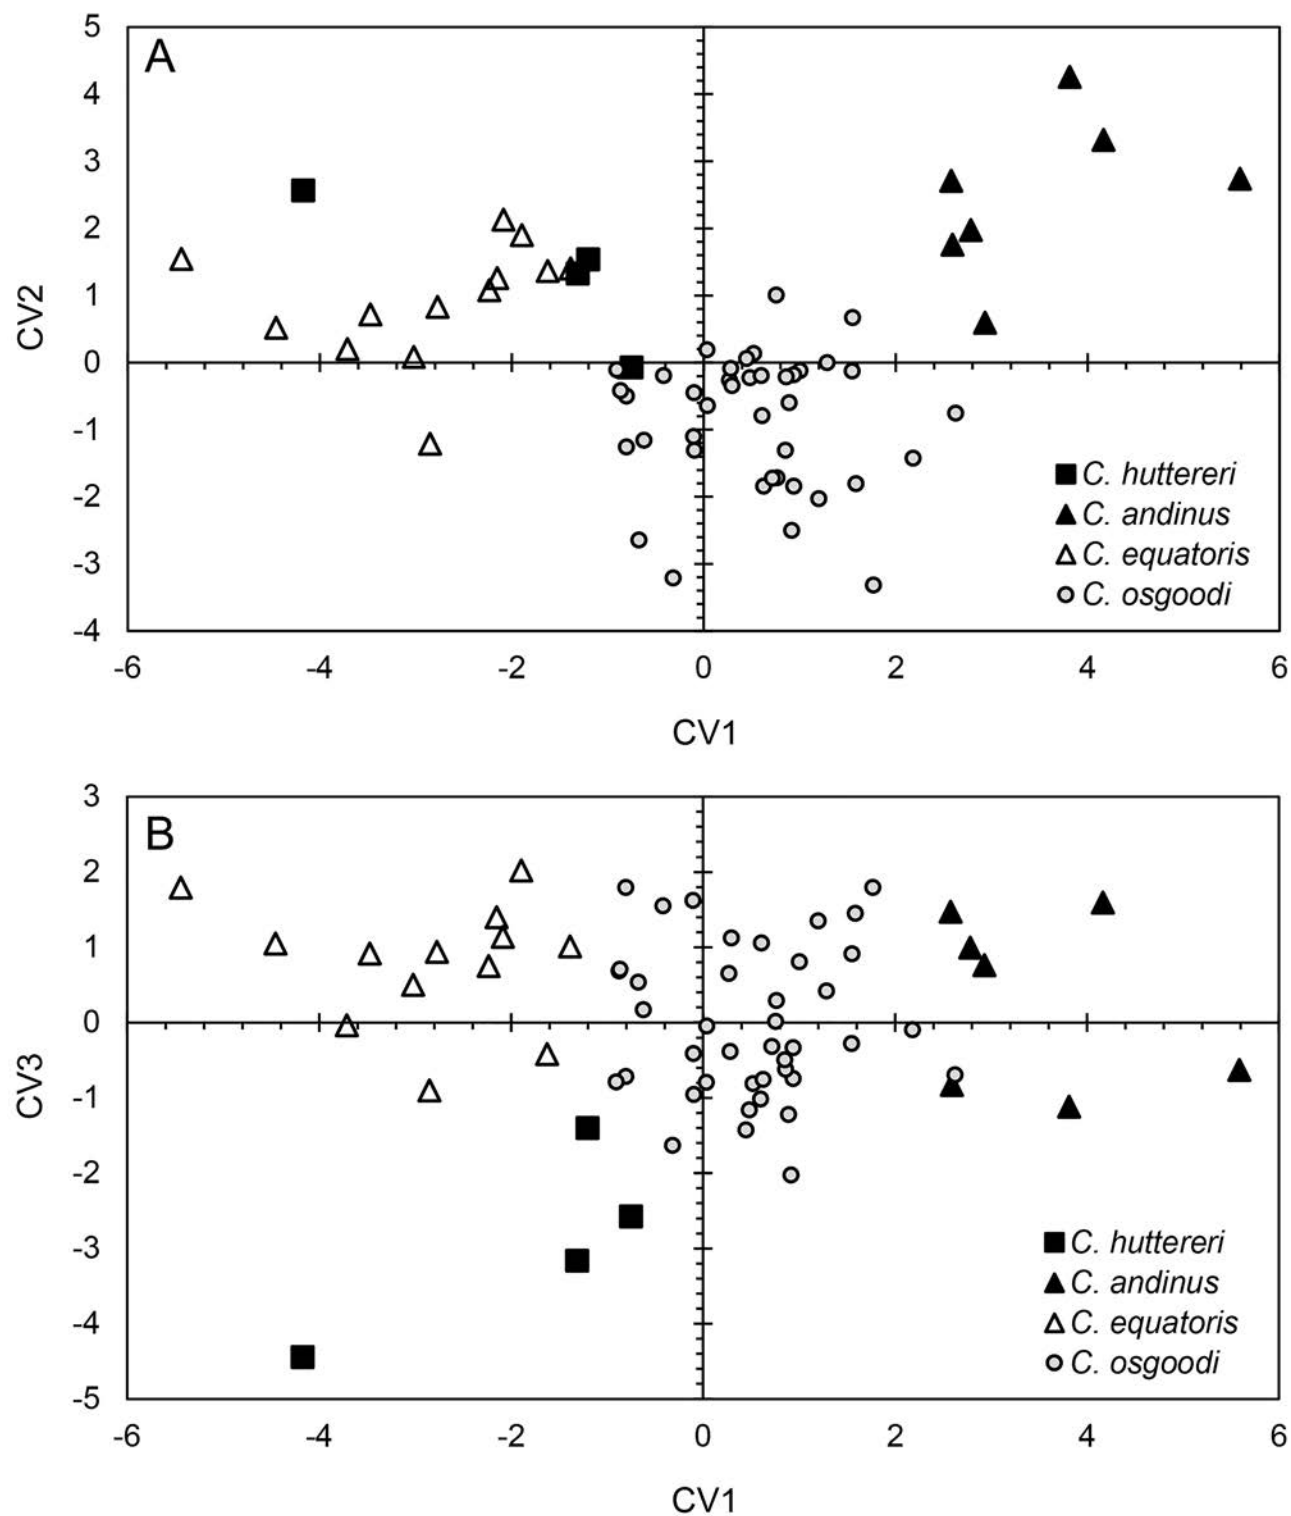 A
5
4
3
2
1
0
-1
-2
-3
-4
CV2
C. huttereri
C. andinus
C. equatoris
C. osgoodi
-6 -4 -2 0 2 4 6
CV1
B
3
2
1
0
-1
-2
-3
-4
-5
CV3
C. huttereri
C. andinus
C. equatoris
C. osgoodi
-6 -4 -2 0 2 4 6
CV1